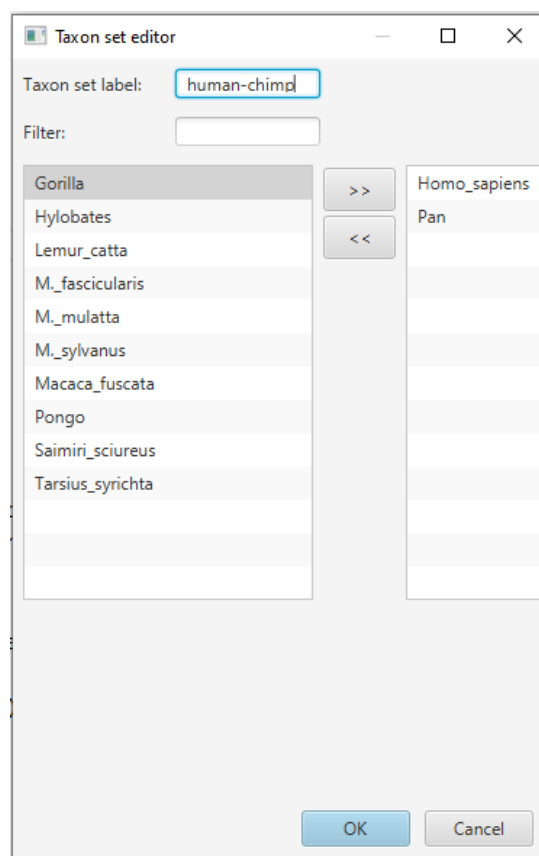 Taxon set editor
Taxon set label: human-chimp
Filter:
Gorilla
Hylobates
Lemur_catta
M._fascicularis
M._mulatta
M._sylvanus
Macaca_fuscata
Pongo
Saimiri_sciureus
Tarsius_syrichta
>>
<<
Homo_sapiens
Pan
OK
Cancel